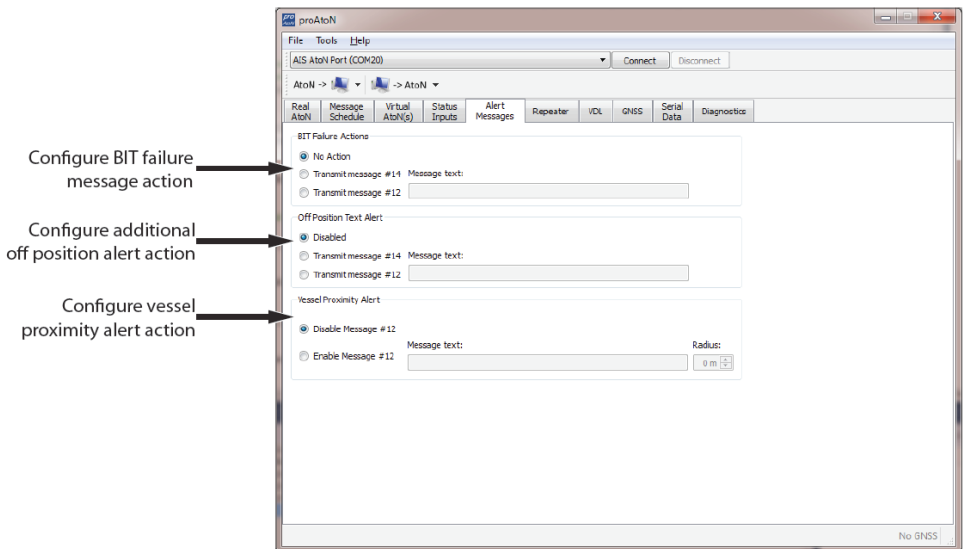 pro
AtoN
proAtoN
File Tools Help
AIS AtoN Port (COM20) Connect Disconnect
AtoN -> -> AtoN
Real AtoN
Message Schedule
Virtual AtoN(s)
Status Inputs
Alert Messages
Repeater
VDL
GNSS
Serial Data
Diagnostics
Configure BIT failure
message action
BIT Failure Actions
No Action
Transmit message #14 Message text:
Transmit message #12
Configure additional
off position alert action
Off Position Text Alert
Disabled
Transmit message #14 Message text:
Transmit message #12
Configure vessel
proximity alert action
Vessel Proximity Alert
Disable Message #12
Message text: Radius:
Enable Message #12
0 m
No GNSS